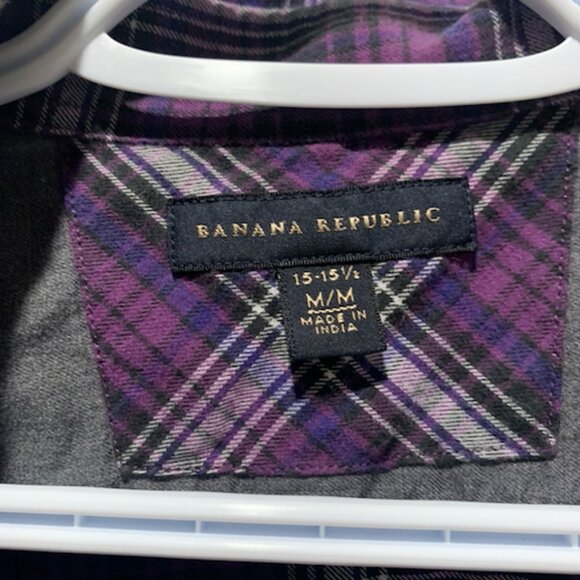 BANANA REPUBLIC
15-15½
M/M
MADE IN
INDIA